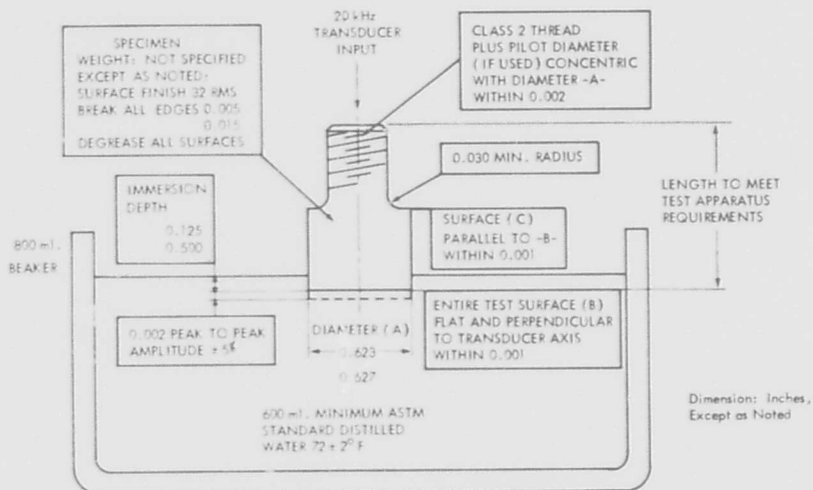 20 kHz
TRANSDUCER
INPUT
SPECIMEN
WEIGHT: NOT SPECIFIED
EXCEPT AS NOTED:
SURFACE FINISH 32 RMS
BREAK ALL EDGES 0.005
0.015
DEGREASE ALL SURFACES
CLASS 2 THREAD
PLUS PILOT DIAMETER
(IF USED) CONCENTRIC
WITH DIAMETER -A-
WITHIN 0.002
0.030 MIN. RADIUS
LENGTH TO MEET
TEST APPARATUS
REQUIREMENTS
IMMERSION
DEPTH
0.125
0.500
SURFACE (C)
PARALLEL TO -B-
WITHIN 0.001
800 ml.
BEAKER
0.002 PEAK TO PEAK
AMPLITUDE ± 5%
DIAMETER (A)
0.623
0.627
ENTIRE TEST SURFACE (B)
FLAT AND PERPENDICULAR
TO TRANSDUCER AXIS
WITHIN 0.001
600 ml. MINIMUM ASTM
STANDARD DISTILLED
WATER 72 ± 2° F
Dimension: Inches,
Except as Noted